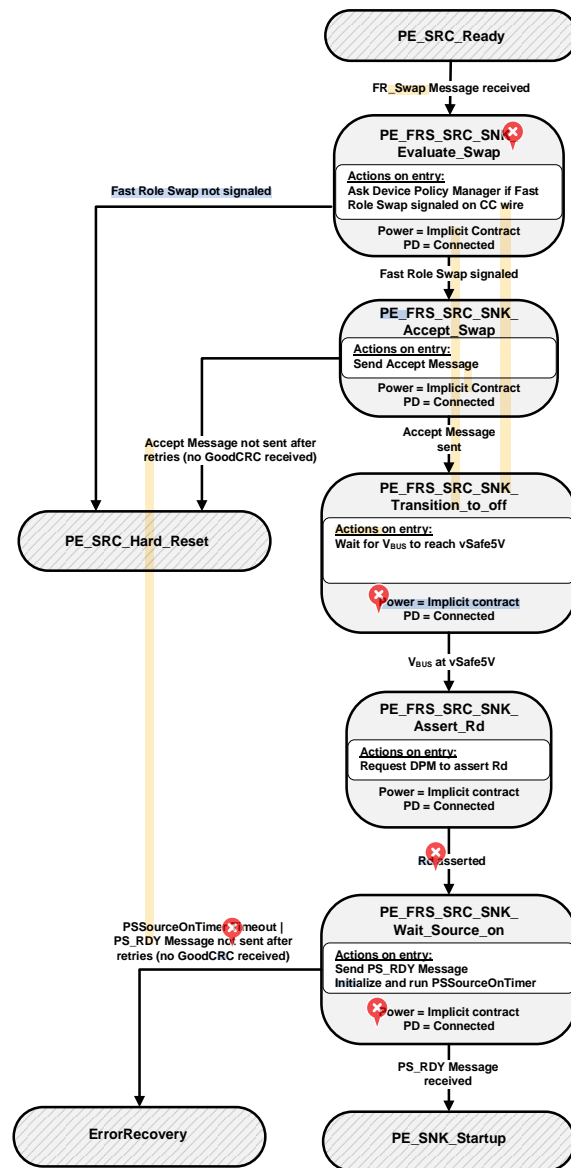 PE_SRC_Ready
FR_Swap Message received
PE_FRS_SRC_SNK_
Evaluate_Swap
Actions on entry:
Ask Device Policy Manager if Fast
Role Swap signaled on CC wire
Power = Implicit Contract
PD = Connected
Fast Role Swap not signaled
Fast Role Swap signaled
PE_FRS_SRC_SNK_
Accept_Swap
Actions on entry:
Send Accept Message
Power = Implicit Contract
PD = Connected
Accept Message not sent after
retries (no GoodCRC received)
Accept Message
sent
PE_SRC_Hard_Reset
PE_FRS_SRC_SNK_
Transition_to_off
Actions on entry:
Wait for VBUS to reach vSafe5V
Power = Implicit contract
PD = Connected
VBUS at vSafe5V
PE_FRS_SRC_SNK_
Assert_Rd
Actions on entry:
Request DPM to assert Rd
Power = Implicit contract
PD = Connected
Rd asserted
PE_FRS_SRC_SNK_
Wait_Source_on
Actions on entry:
Send PS_RDY Message
Initialize and run PSSourceOnTimer
Power = Implicit contract
PD = Connected
PSSourceOnTimer Timeout |
PS_RDY Message not sent after
retries (no GoodCRC received)
PS_RDY Message
received
ErrorRecovery
PE_SNK_Startup